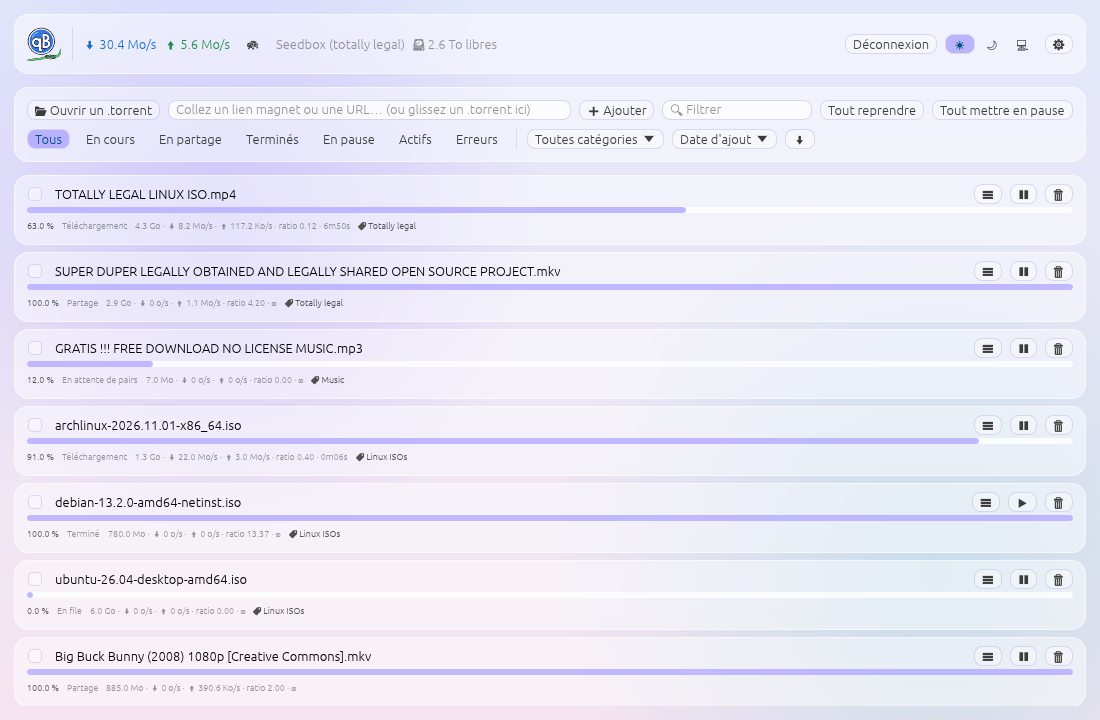 qB 30.4 Mo/s 5.6 Mo/s Seedbox (totally legal) 2.6 To libres Déconnexion
Ouvrir un .torrent Collez un lien magnet ou une URL... (ou glissez un .torrent ici) Ajouter Filtrer Tout reprendre Tout mettre en pause
Tous En cours En partage Terminés En pause Actifs Erreurs Toutes catégories Date d'ajout
TOTALLY LEGAL LINUX ISO.mp4
63.0 % Téléchargement 4.3 Go · 8.2 Mo/s · 117.2 Ko/s · ratio 0.12 · 6m50s Totally legal
SUPER DUPER LEGALLY OBTAINED AND LEGALLY SHARED OPEN SOURCE PROJECT.mkv
100.0 % Partage 2.9 Go · 0 o/s · 1.1 Mo/s · ratio 4.20 · ∞ Totally legal
GRATIS !!! FREE DOWNLOAD NO LICENSE MUSIC.mp3
12.0 % En attente de pairs 7.0 Mo · 0 o/s · 0 o/s · ratio 0.00 · ∞ Music
archlinux-2026.11.01-x86_64.iso
91.0 % Téléchargement 1.3 Go · 22.0 Mo/s · 3.0 Mo/s · ratio 0.40 · 0m06s Linux ISOs
debian-13.2.0-amd64-netinst.iso
100.0 % Terminé 780.0 Mo · 0 o/s · 0 o/s · ratio 13.37 · ∞ Linux ISOs
ubuntu-26.04-desktop-amd64.iso
0.0 % En file 6.0 Go · 0 o/s · 0 o/s · ratio 0.00 · ∞ Linux ISOs
Big Buck Bunny (2008) 1080p [Creative Commons].mkv
100.0 % Partage 885.0 Mo · 0 o/s · 390.6 Ko/s · ratio 2.00 · ∞